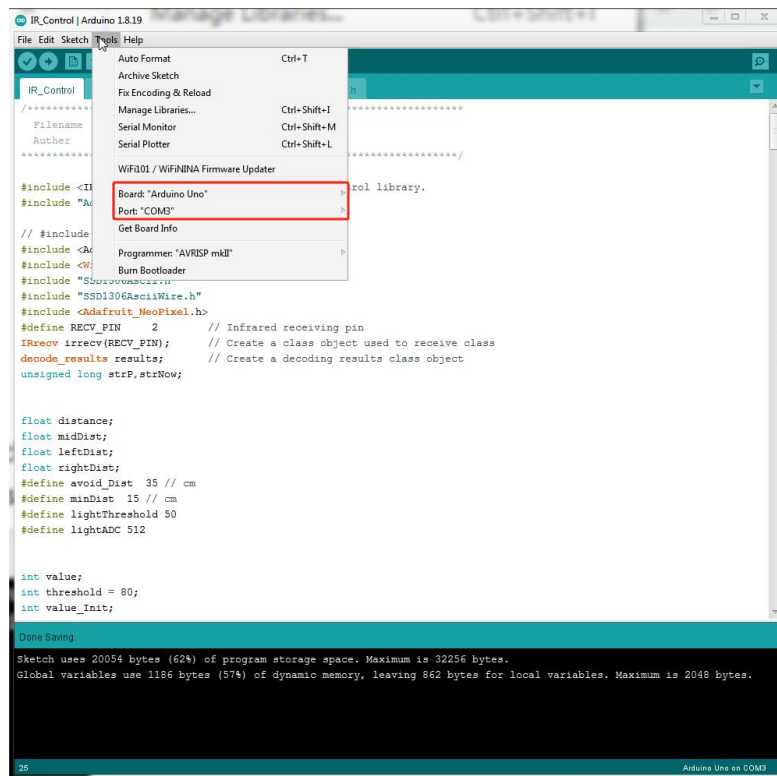 Manage Libraries...
Ctrl+Shift+I
IR_Control | Arduino 1.8.19
File Edit Sketch Tools Help
Auto Format Ctrl+T
Archive Sketch
Fix Encoding & Reload
Manage Libraries... Ctrl+Shift+I
Serial Monitor Ctrl+Shift+M
Serial Plotter Ctrl+Shift+L
WiFi101 / WiFiNINA Firmware Updater
Board: "Arduino Uno"
Port: "COM3"
Get Board Info
Programmer: "AVRISP mkII"
Burn Bootloader
IR_Control
.h
Filename
Auther
#include <IR
rol library.
#include "Ad
// #include
#include <Ad
#include <Wi
#include "SSD1306Ascii.h"
#include "SSD1306AsciiWire.h"
#include <Adafruit_NeoPixel.h>
#define RECV_PIN 2 // Infrared receiving pin
IRrecv irrecv(RECV_PIN); // Create a class object used to receive class
decode_results results; // Create a decoding results class object
unsigned long strP,strNow;
float distance;
float midDist;
float leftDist;
float rightDist;
#define avoid_Dist 35 // cm
#define minDist 15 // cm
#define lightThreshold 50
#define lightADC 512
int value;
int threshold = 80;
int value_Init;
Done Saving.
Sketch uses 20054 bytes (62%) of program storage space. Maximum is 32256 bytes.
Global variables use 1186 bytes (57%) of dynamic memory, leaving 862 bytes for local variables. Maximum is 2048 bytes.
25
Arduino Uno on COM3